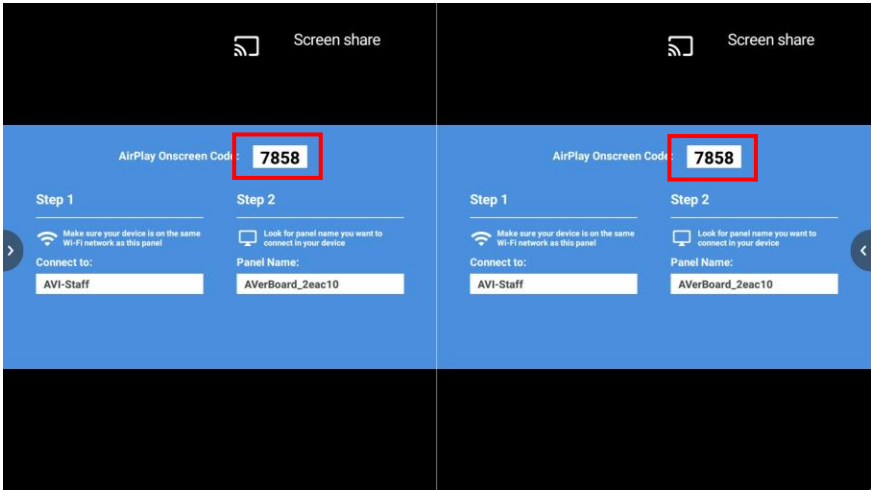 Screen share
AirPlay Onscreen Code: 7858
Step 1
Make sure your device is on the same
Wi-Fi network as this panel
Connect to:
AVI-Staff
Step 2
Look for panel name you want to
connect in your device
Panel Name:
AVerBoard_2eac10
Screen share
AirPlay Onscreen Code: 7858
Step 1
Make sure your device is on the same
Wi-Fi network as this panel
Connect to:
AVI-Staff
Step 2
Look for panel name you want to
connect in your device
Panel Name:
AVerBoard_2eac10